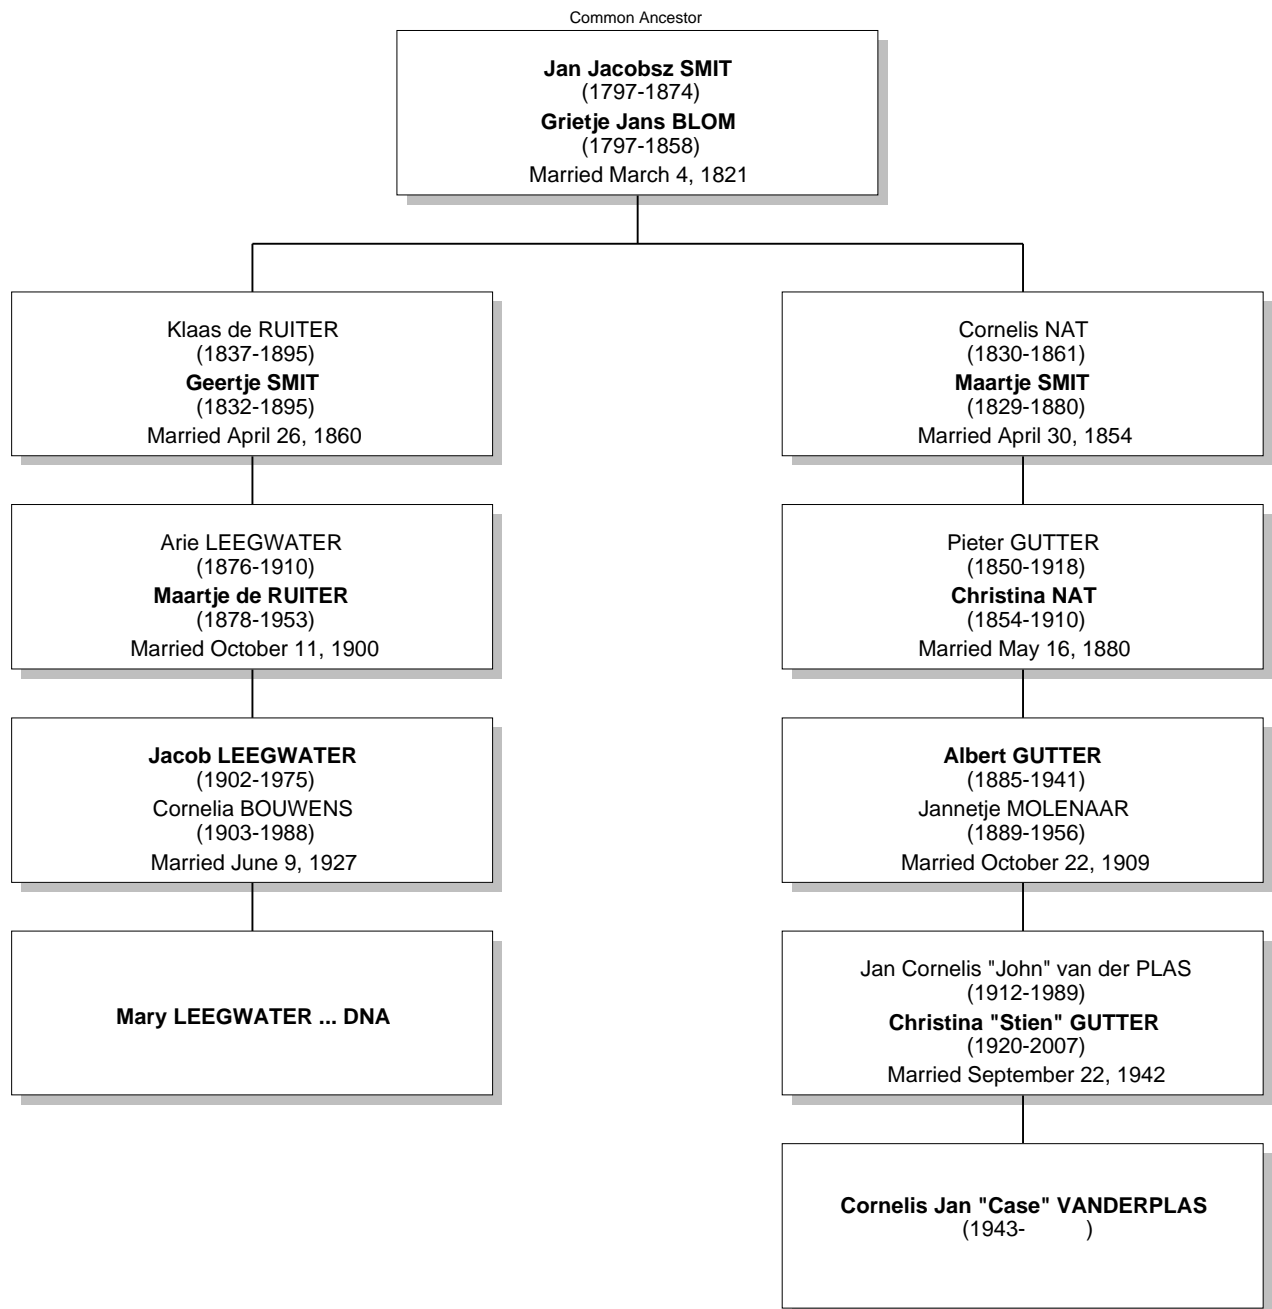 Common Ancestor
Jan Jacobsz SMIT
(1797-1874)
Grietje Jans BLOM
(1797-1858)
Married March 4, 1821
Klaas de RUITER
(1837-1895)
Geertje SMIT
(1832-1895)
Married April 26, 1860
Cornelis NAT
(1830-1861)
Maartje SMIT
(1829-1880)
Married April 30, 1854
Arie LEEGWATER
(1876-1910)
Maartje de RUITER
(1878-1953)
Married October 11, 1900
Pieter GUTTER
(1850-1918)
Christina NAT
(1854-1910)
Married May 16, 1880
Jacob LEEGWATER
(1902-1975)
Cornelia BOUWENS
(1903-1988)
Married June 9, 1927
Albert GUTTER
(1885-1941)
Jannetje MOLENAAR
(1889-1956)
Married October 22, 1909
Mary LEEGWATER ... DNA
Jan Cornelis "John" van der PLAS
(1912-1989)
Christina "Stien" GUTTER
(1920-2007)
Married September 22, 1942
Cornelis Jan "Case" VANDERPLAS
(1943-          )